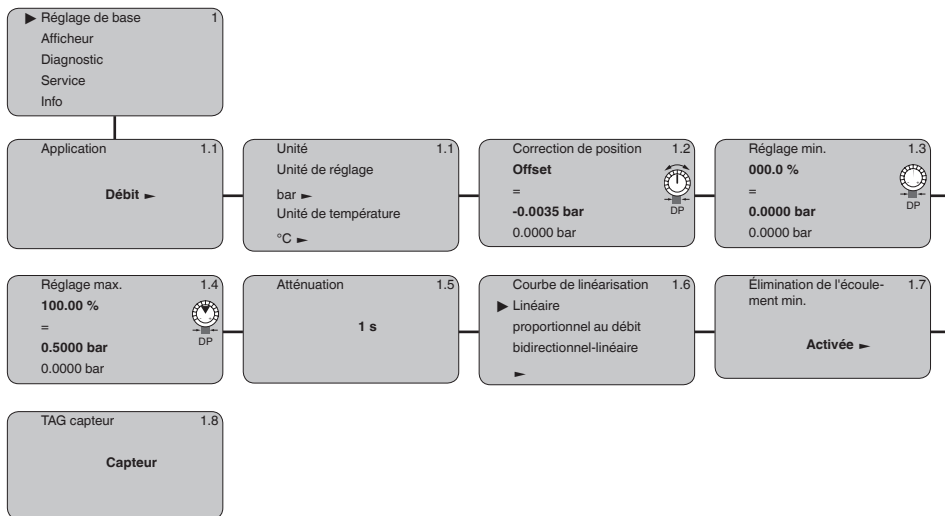 ▶ Réglage de base 1
Afficheur
Diagnostic
Service
Info
Application 1.1
Débit ►
Unité 1.1
Unité de réglage
bar ►
Unité de température
°C ►
Correction de position 1.2
Offset
=
-0.0035 bar
0.0000 bar
DP
Réglage min. 1.3
000.0 %
=
0.0000 bar
0.0000 bar
DP
Réglage max. 1.4
100.00 %
=
0.5000 bar
0.0000 bar
DP
Atténuation 1.5
1 s
Courbe de linéarisation 1.6
▶ Linéaire
proportionnel au débit
bidirectionnel-linéaire
►
Élimination de l'écoule- 1.7
ment min.
Activée ►
TAG capteur 1.8
Capteur